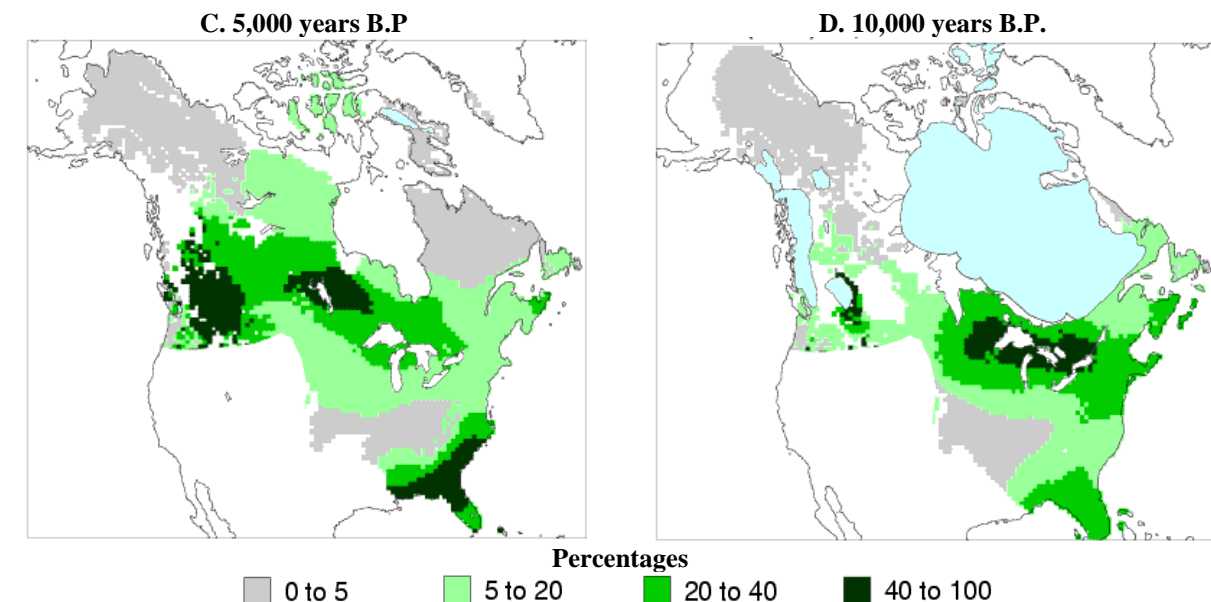 C. 5,000 years B.P
D. 10,000 years B.P.
Percentages
0 to 5
5 to 20
20 to 40
40 to 100